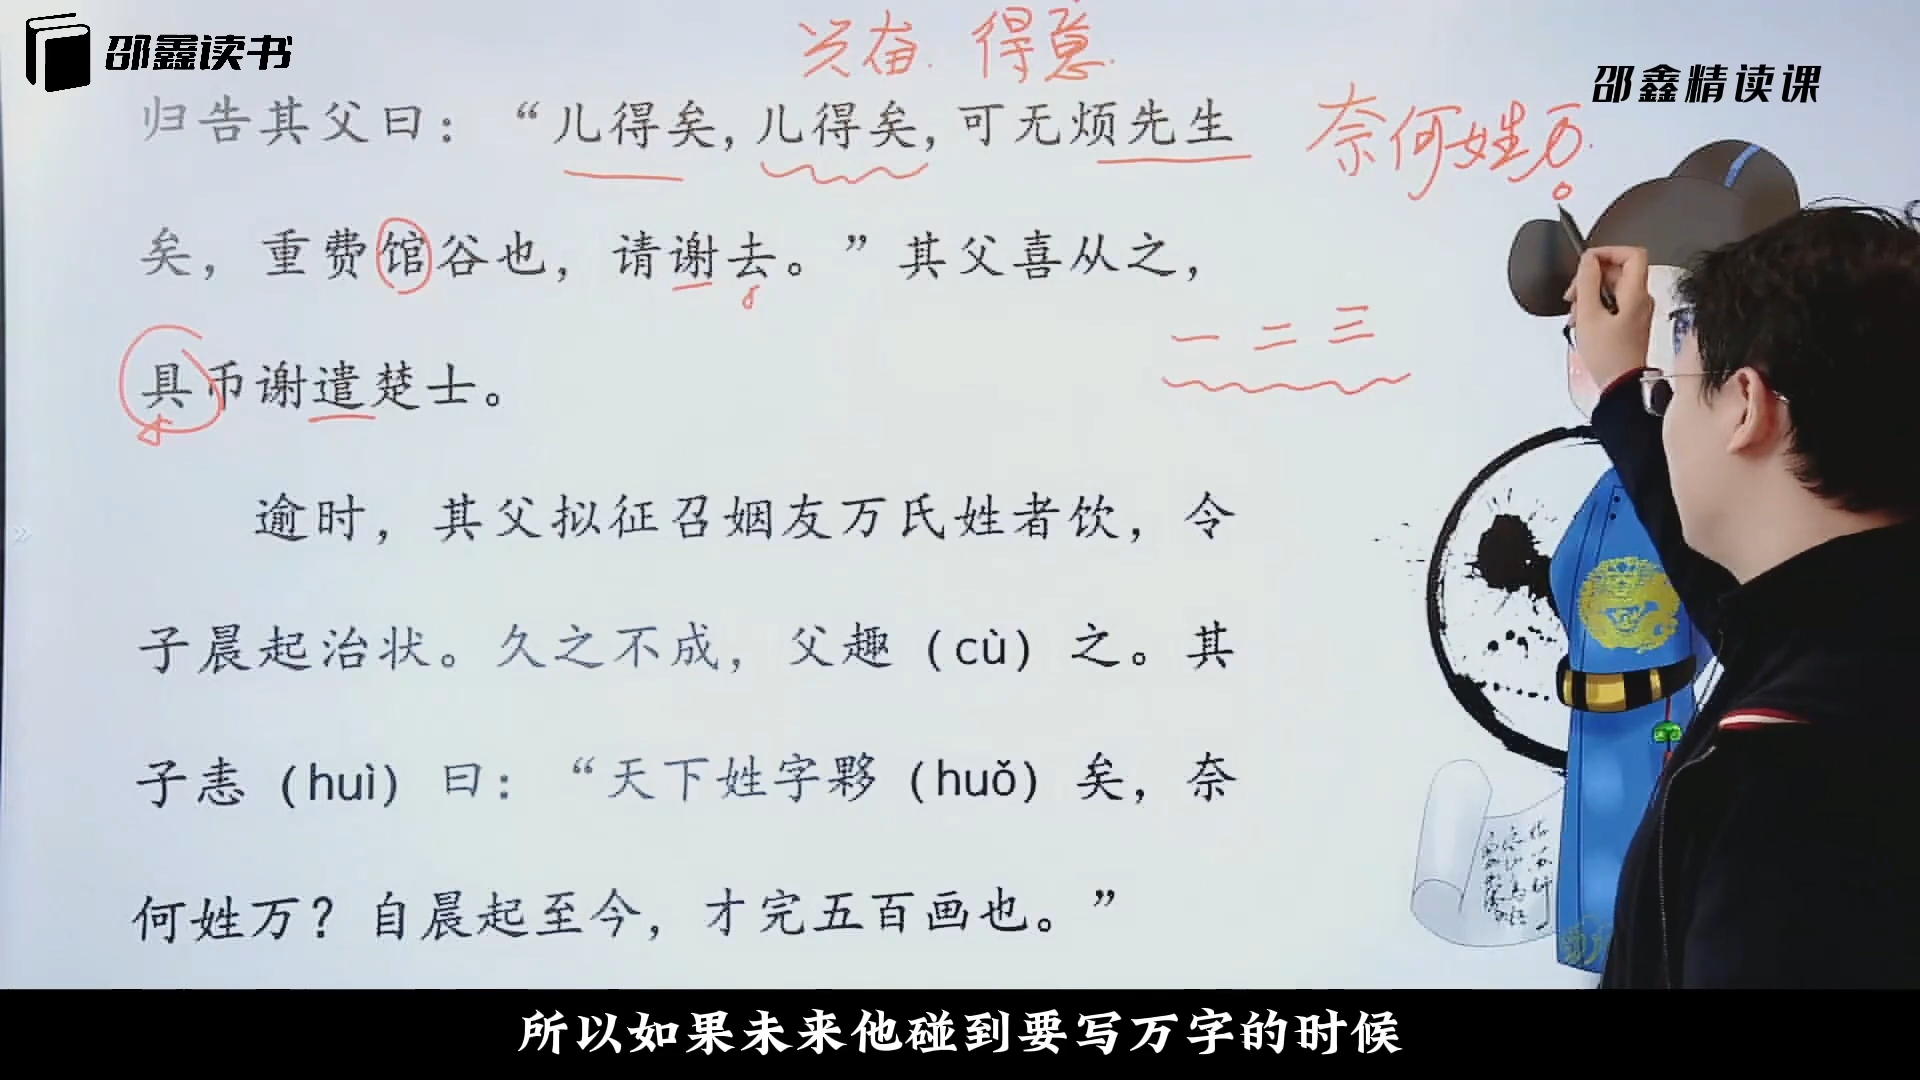 邵鑫读书
邵鑫精读课
兴奋. 得意.
归告其父曰：“儿得矣,儿得矣,可无烦先生
奈何姓万.
矣，重费馆谷也，请谢去。”其父喜从之，
一 二 三
具币谢遣楚士。
逾时，其父拟征召姻友万氏姓者饮，令
子晨起治状。久之不成，父趣（cù）之。其
子恚（huì）曰：“天下姓字夥（huǒ）矣，奈
何姓万？自晨起至今，才完五百画也。”
所以如果未来他碰到要写万字的时候